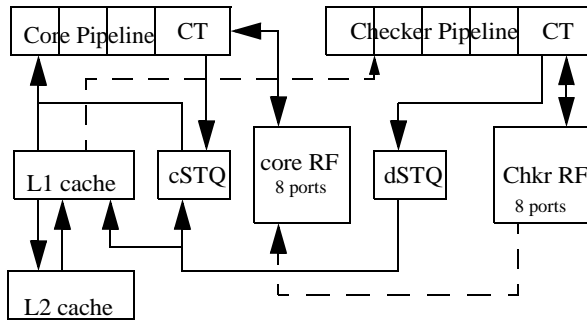 Core Pipeline CT
Checker Pipeline CT
L1 cache
cSTQ
core RF
8 ports
dSTQ
Chkr RF
8 ports
L2 cache